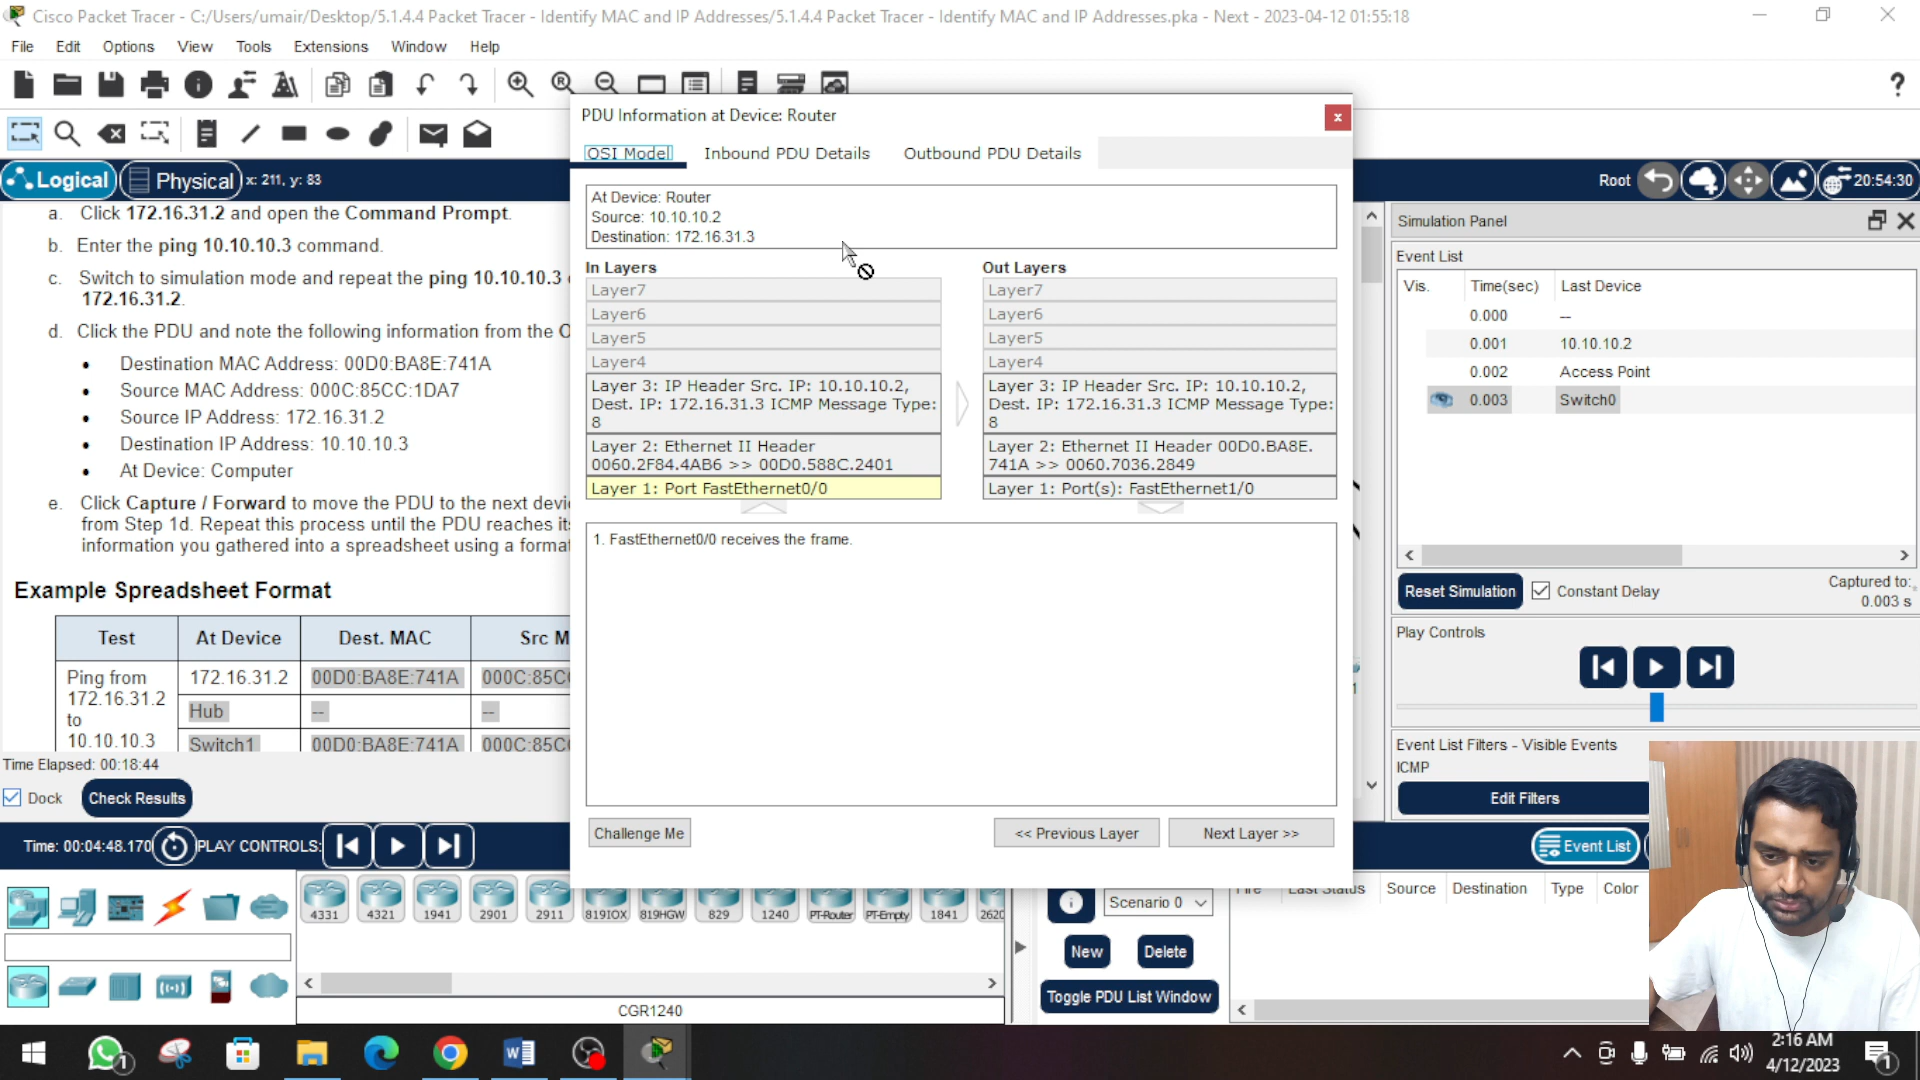 Cisco Packet Tracer - C:/Users/umair/Desktop/5.1.4.4 Packet Tracer - Identify MAC and IP Addresses/5.1.4.4 Packet Tracer - Identify MAC and IP Addresses.pka - Next - 2023-04-12 01:55:18
File Edit Options View Tools Extensions Window Help
?
Logical Physical x: 211, y: 83
Root 20:54:30
a. Click 172.16.31.2 and open the Command Prompt.
b. Enter the ping 10.10.10.3 command.
c. Switch to simulation mode and repeat the ping 10.10.10.3
172.16.31.2.
d. Click the PDU and note the following information from the O
• Destination MAC Address: 00D0:BA8E:741A
• Source MAC Address: 000C:85CC:1DA7
• Source IP Address: 172.16.31.2
• Destination IP Address: 10.10.10.3
• At Device: Computer
e. Click Capture / Forward to move the PDU to the next devi
from Step 1d. Repeat this process until the PDU reaches it
information you gathered into a spreadsheet using a forma
Example Spreadsheet Format
Test At Device Dest. MAC Src M
Ping from 172.16.31.2 00D0:BA8E:741A 000C:85C
172.16.31.2
to Hub -- --
10.10.10.3 Switch1 00D0:BA8E:741A 000C:85C
Time Elapsed: 00:18:44
Dock Check Results
PDU Information at Device: Router
x
OSI Model Inbound PDU Details Outbound PDU Details
At Device: Router
Source: 10.10.10.2
Destination: 172.16.31.3
In Layers
Layer7
Layer6
Layer5
Layer4
Layer 3: IP Header Src. IP: 10.10.10.2,
Dest. IP: 172.16.31.3 ICMP Message Type:
8
Layer 2: Ethernet II Header
0060.2F84.4AB6 >> 00D0.588C.2401
Layer 1: Port FastEthernet0/0
Out Layers
Layer7
Layer6
Layer5
Layer4
Layer 3: IP Header Src. IP: 10.10.10.2,
Dest. IP: 172.16.31.3 ICMP Message Type:
8
Layer 2: Ethernet II Header 00D0.BA8E.
741A >> 0060.7036.2849
Layer 1: Port(s): FastEthernet1/0
1. FastEthernet0/0 receives the frame.
Challenge Me << Previous Layer Next Layer >>
Simulation Panel
Event List
Vis. Time(sec) Last Device
0.000 --
0.001 10.10.10.2
0.002 Access Point
0.003 Switch0
Reset Simulation Constant Delay Captured to:
0.003 s
Play Controls
Event List Filters - Visible Events
ICMP
Edit Filters
Time: 00:04:48.170 PLAY CONTROLS:
Event List
4331 4321 1941 2901 2911 819IOX 819HGW 829 1240 PT-Router PT-Empty 1841 2620
CGR1240
Scenario 0
New Delete
Toggle PDU List Window
Fire Last Status Source Destination Type Color
1
2:16 AM
4/12/2023
1